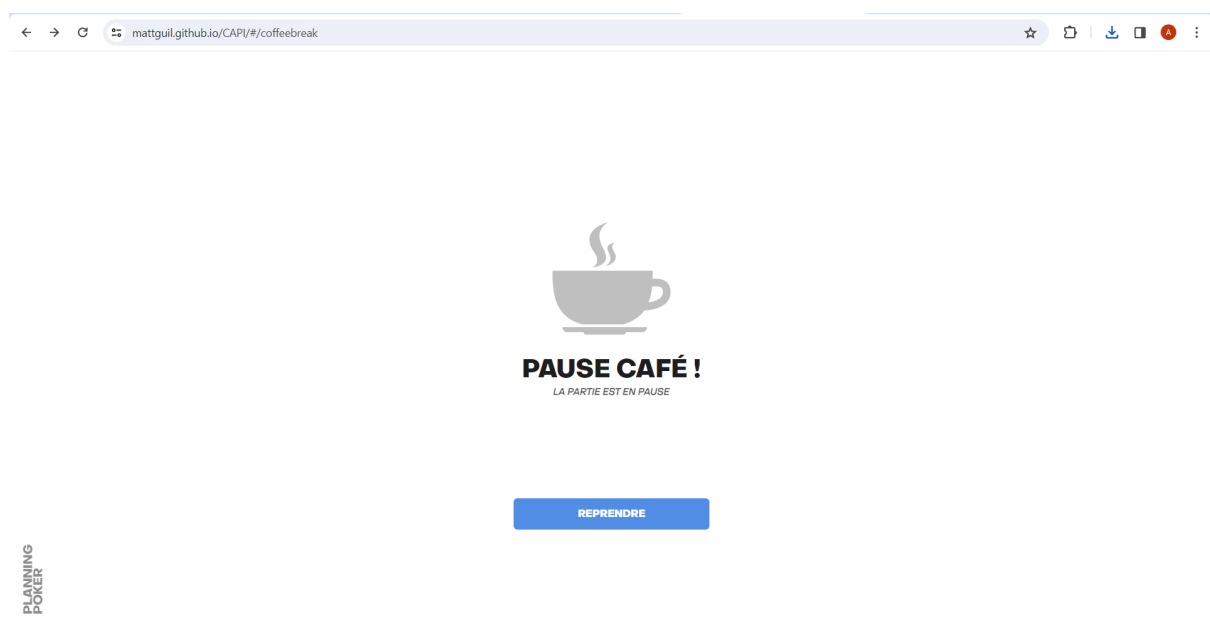 mattguil.github.io/CAPI/#/coffeebreak
A
PAUSE CAFÉ !
LA PARTIE EST EN PAUSE
REPRENDRE
PLANNING
POKER